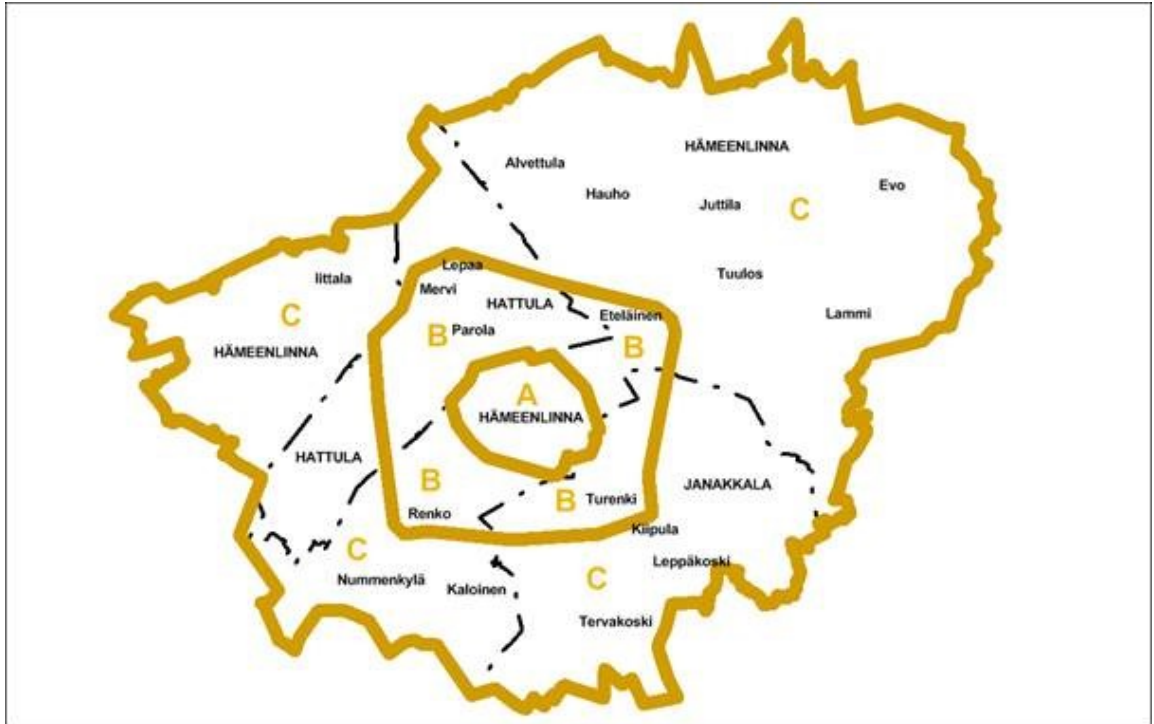 HÄMEENLINNA
Alvettula
Evo
Hauho
Juttila
C
Lepaa
Iittala
Tuulos
Mervi
HATTULA
C
Eteläinen
Lammi
Parola
B
B
HÄMEENLINNA
A
HÄMEENLINNA
HATTULA
B
JANAKKALA
B
Turenki
Renko
Kiipula
C
Leppäkoski
Nummenkylä
C
Kaloinen
Tervakoski